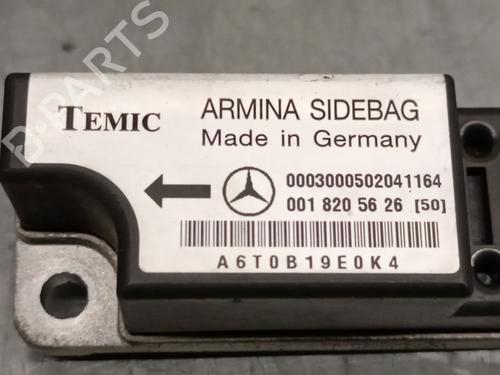 TEMIC
ARMINA SIDEBAG
Made in Germany
0003000502041164
001 820 56 26 [50]
A6T0B19E0K4
B-PARTS